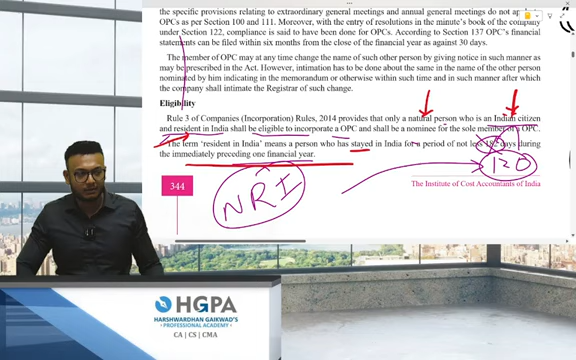 the specific provisions relating to extraordinary general meetings and annual general meetings do not ap
OPCs as per Section 100 and 111. Moreover, with the entry of resolutions in the minute's book of the company
under Section 122, compliance is said to have been done for OPCs. According to Section 137 OPC's financial
statements can be filed within six months from the close of the financial year as against 30 days.
The member of OPC may at any time change the name of such other person by giving notice in such manner as
may be prescribed in the Act. However, intimation has to be done about the same in the name of the other person
nominated by him indicating in the memorandum or otherwise within such time and in such manner after which
the company shall intimate the Registrar of such change.
Eligibility
Rule 3 of Companies (Incorporation) Rules, 2014 provides that only a natural person who is an Indian citizen
and resident in India shall be eligible to incorporate a OPC and shall be a nominee for the sole member of a OPC.
The term 'resident in India' means a person who has stayed in India for a period of not less 182 days during
the immediately preceding one financial year.
120
NRI
344
The Institute of Cost Accountants of India
HGPA
HARSHWARDHAN GAIKWAD'S
PROFESSIONAL ACADEMY
CA | CS | CMA